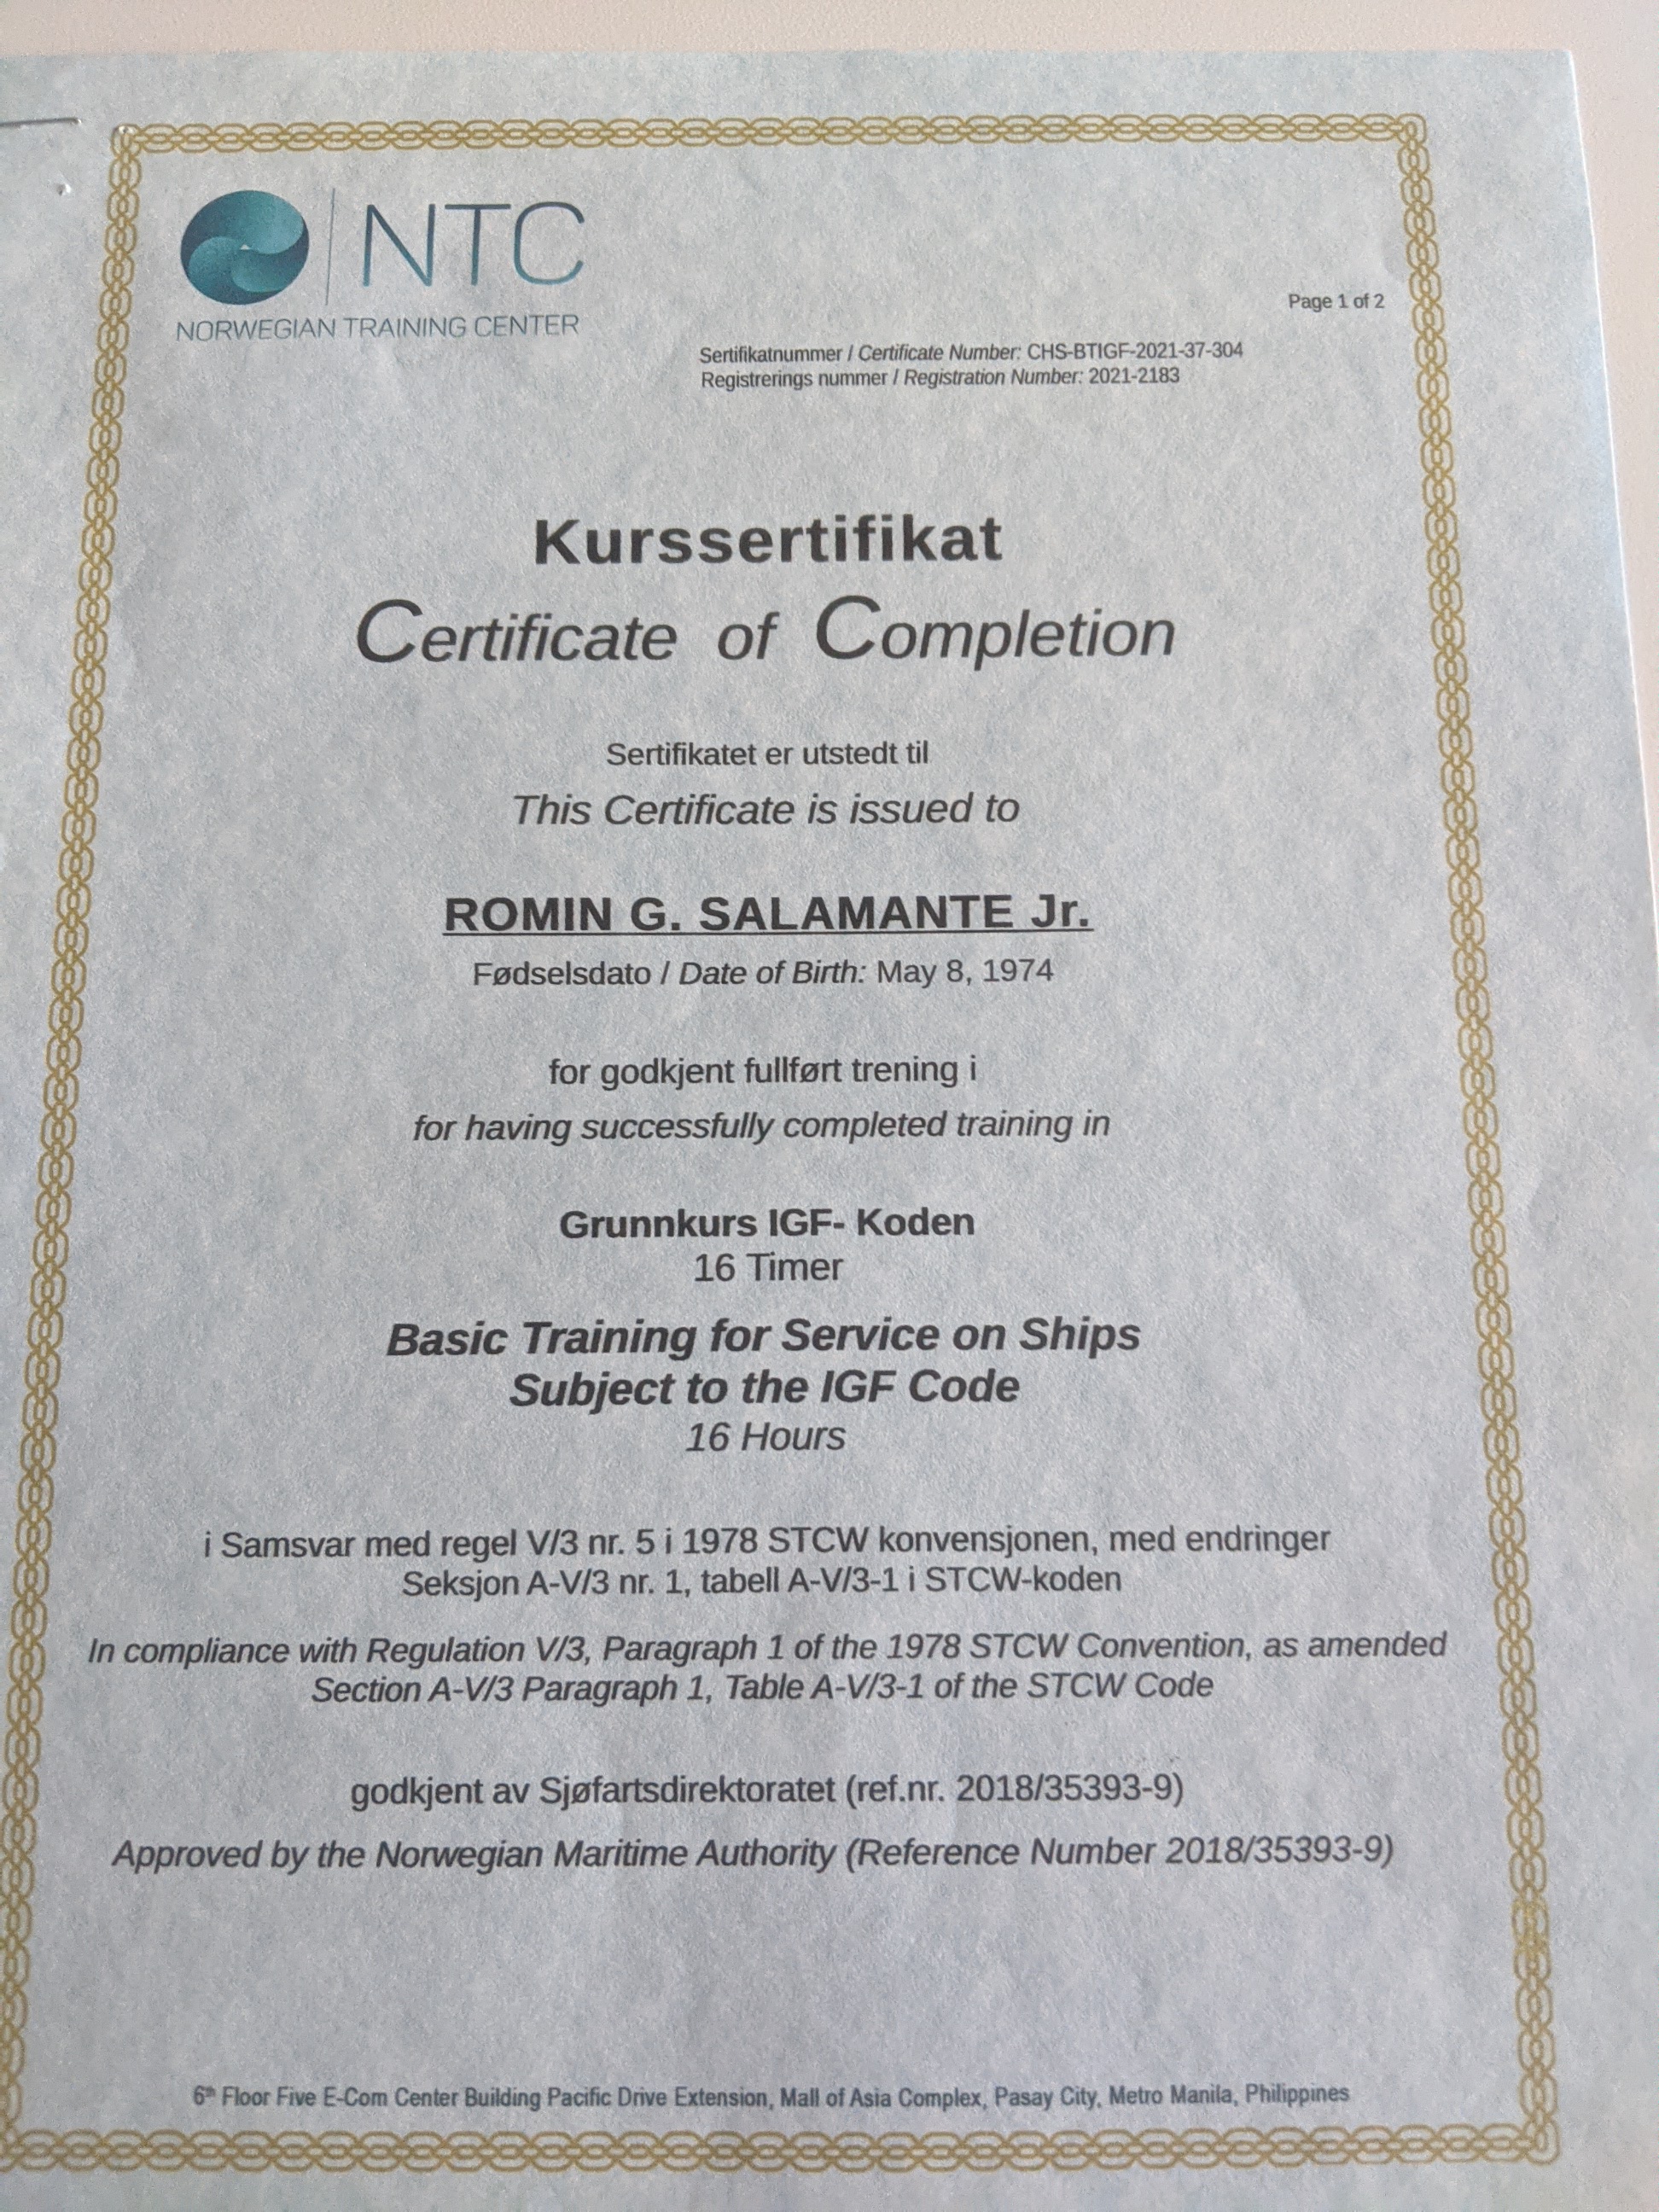 NTC
NORWEGIAN TRAINING CENTER
Page 1 of 2
Sertifikatnummer / Certificate Number: CHS-BTIGF-2021-37-304
Registrerings nummer / Registration Number: 2021-2183
Kurssertifikat
Certificate of Completion
Sertifikatet er utstedt til
This Certificate is issued to
ROMIN G. SALAMANTE Jr.
Fødselsdato / Date of Birth: May 8, 1974
for godkjent fullført trening i
for having successfully completed training in
Grunnkurs IGF- Koden
16 Timer
Basic Training for Service on Ships
Subject to the IGF Code
16 Hours
i Samsvar med regel V/3 nr. 5 i 1978 STCW konvensjonen, med endringer
Seksjon A-V/3 nr. 1, tabell A-V/3-1 i STCW-koden
In compliance with Regulation V/3, Paragraph 1 of the 1978 STCW Convention, as amended
Section A-V/3 Paragraph 1, Table A-V/3-1 of the STCW Code
godkjent av Sjøfartsdirektoratet (ref.nr. 2018/35393-9)
Approved by the Norwegian Maritime Authority (Reference Number 2018/35393-9)
6th Floor Five E-Com Center Building Pacific Drive Extension, Mall of Asia Complex, Pasay City, Metro Manila, Philippines